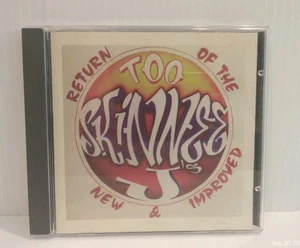 RETURN OF THE
TOO
SKINNEE
J's
NEW & IMPROVED